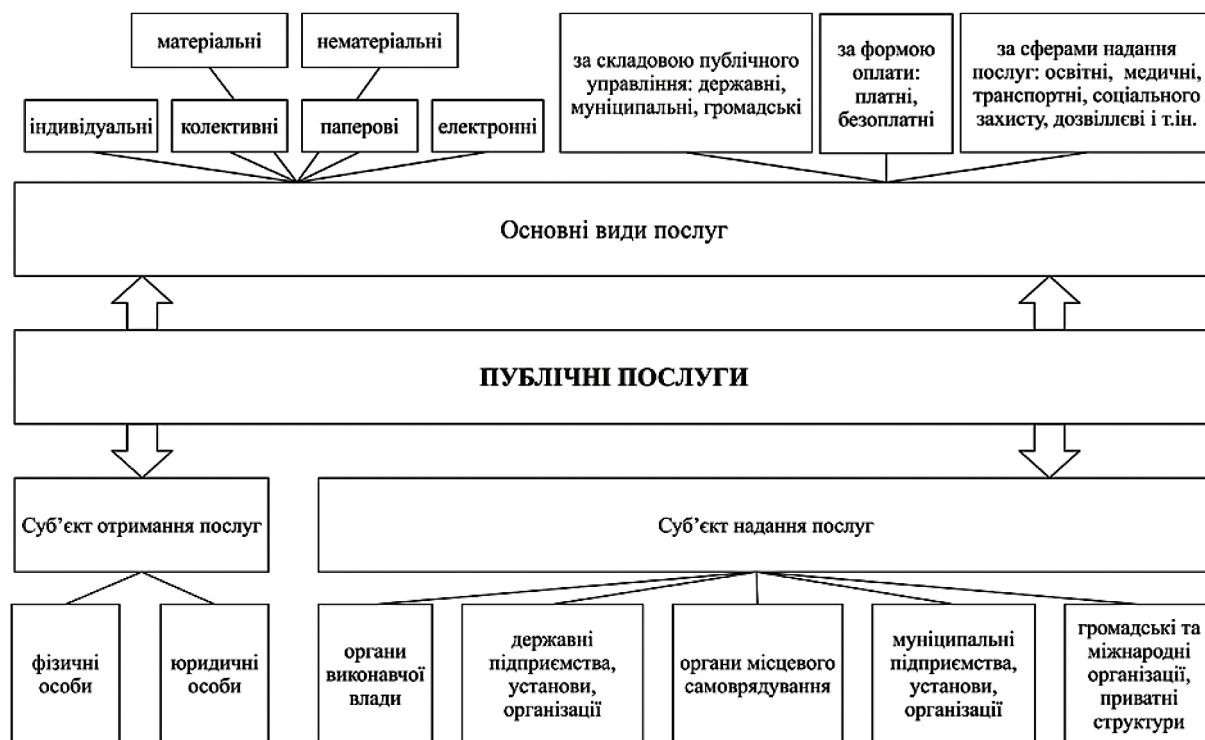 матеріальні
нематеріальні
індивідуальні
колективні
паперові
електронні
за складовою публічного
управління: державні,
муніципальні, громадські
за формою
оплати:
платні,
безоплатні
за сферами надання
послуг: освітні, медичні,
транспортні, соціального
захисту, дозвіллєві і т.ін.
Основні види послуг
ПУБЛІЧНІ ПОСЛУГИ
Суб’єкт отримання послуг
Суб’єкт надання послуг
фізичні
особи
юридичні
особи
органи
виконавчої
влади
державні
підприємства,
установи,
організації
органи місцевого
самоврядування
муніципальні
підприємства,
установи,
організації
громадські та
міжнародні
організації,
приватні
структури